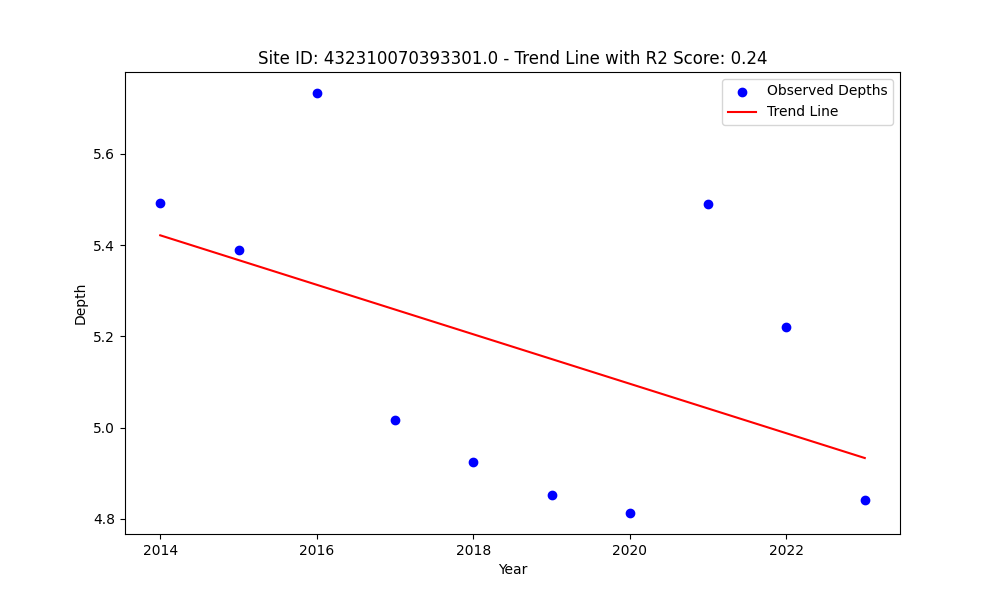 Site ID: 432310070393301.0 - Trend Line with R2 Score: 0.24
Observed Depths
Trend Line
5.6
5.4
5.2
5.0
4.8
Depth
2014
2016
2018
2020
2022
Year